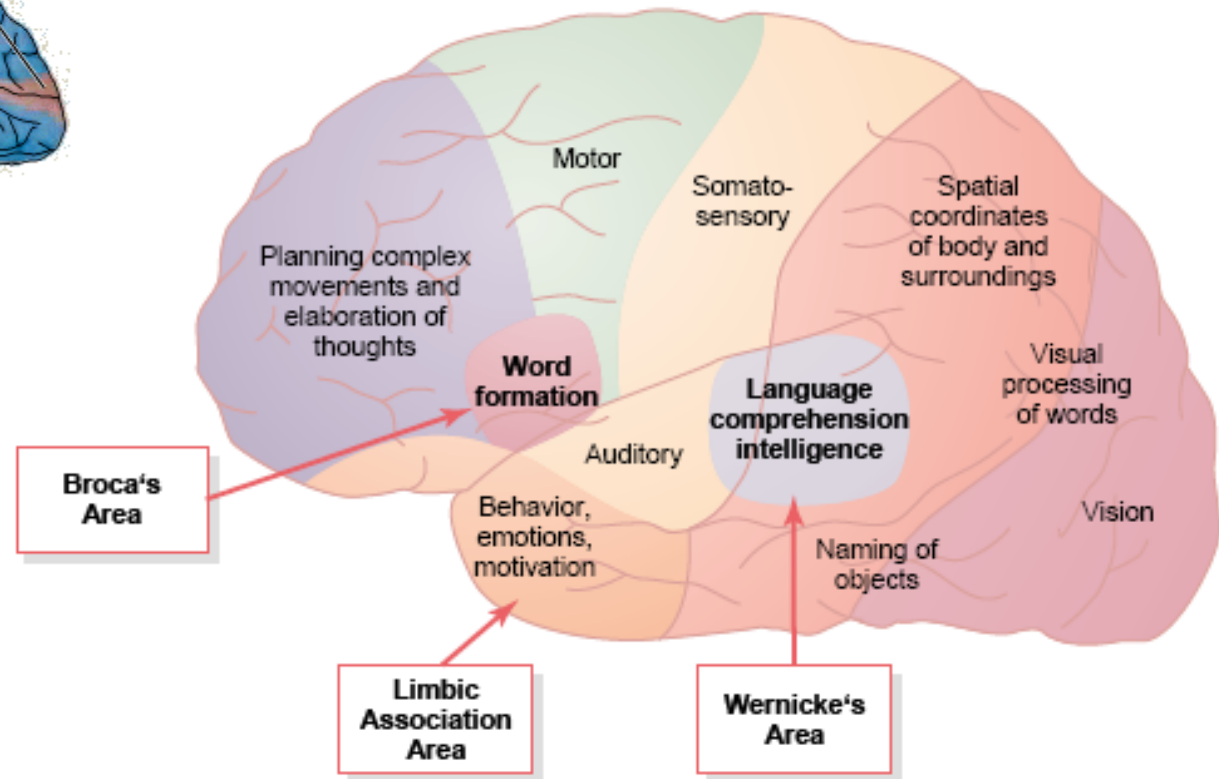 Motor
Somato-
sensory
Spatial
coordinates
of body and
surroundings
Planning complex
movements and
elaboration of
thoughts
Word
formation
Language
comprehension
intelligence
Visual
processing
of words
Auditory
Broca‘s
Area
Behavior,
emotions,
motivation
Vision
Naming of
objects
Limbic
Association
Area
Wernicke‘s
Area